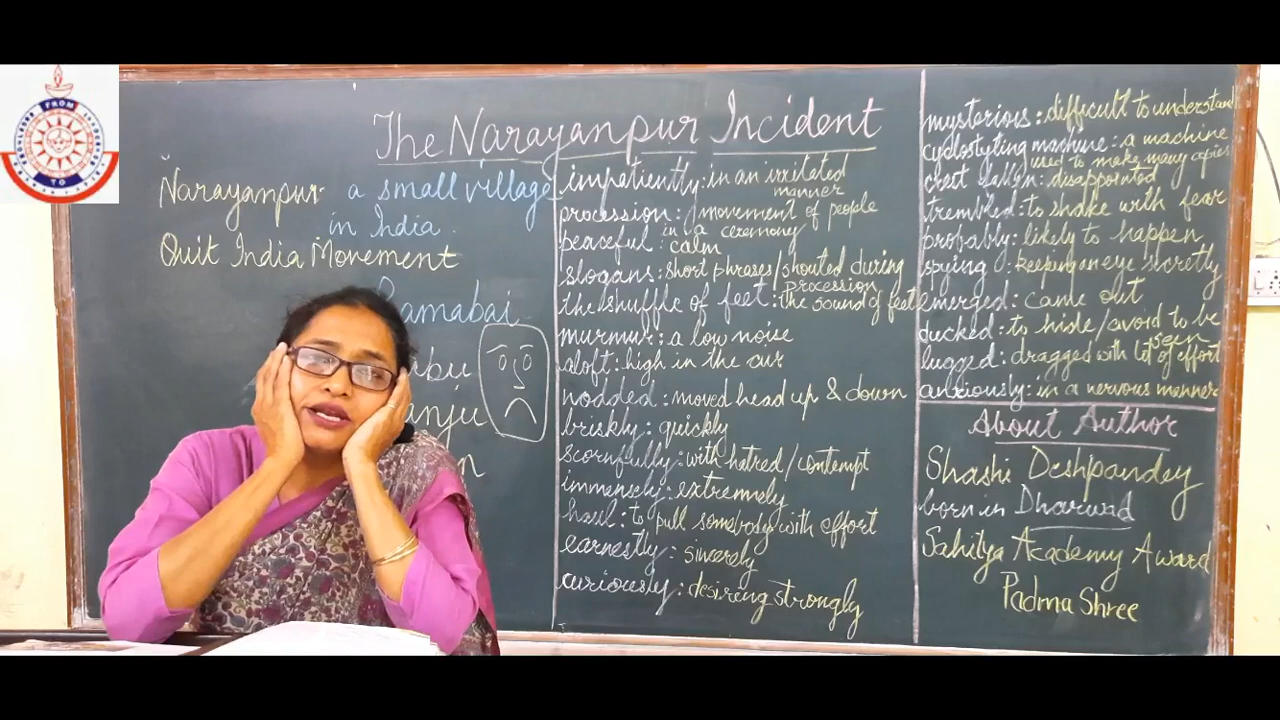 The Narayanpur Incident
Narayanpur- a small village
in India.
Quit India Movement
Ramabai
anju
impatiently: in an irritated
manner
procession: movement of people
in a ceremony
peaceful: calm
slogans: short phrases/shouted during
procession
the shuffle of feet: the sound of feet
murmur: a low noise
aloft: high in the air
nodded: moved head up & down
briskly: quickly
scornfully: with hatred/contempt
immensely: extremely
haul: to pull somebody with effort
earnestly: sincerely
curiously: desiring strongly
mysterious: difficult to understand
cyclostyling machine: a machine
used to make many copies
crest fallen: disappointed
trembled: to shake with fear
probably: likely to happen
spying: keeping an eye secretly
emerged: came out
ducked: to hide/avoid to be
seen
lugged: dragged with lot of effort
anxiously: in a nervous manner
About Author
Shashi Deshpandey
born in Dharwad
Sahitya Academy Award
Padma Shree
FROM
TO